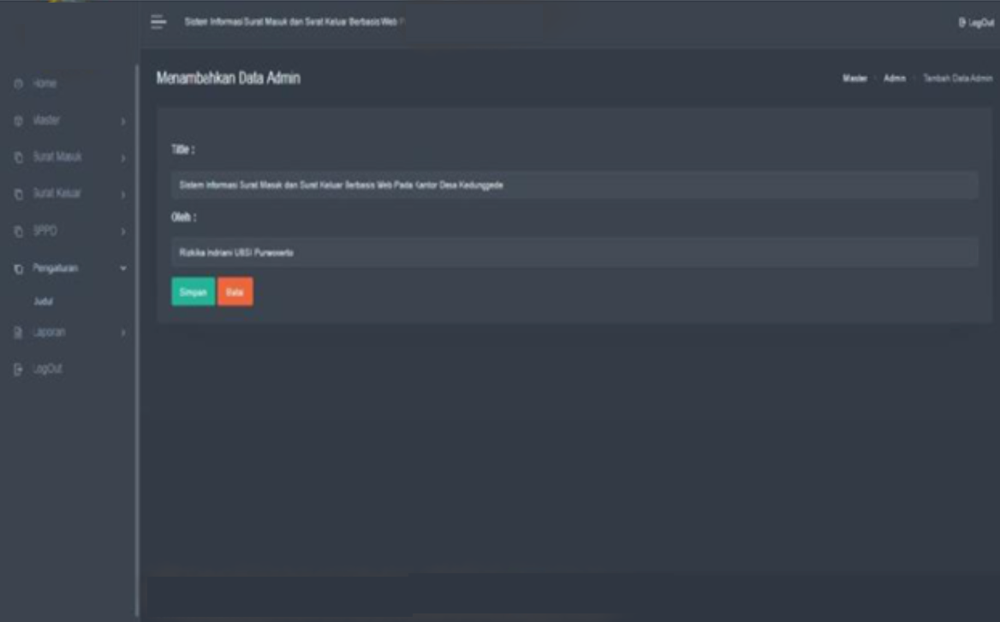 Sistem Informasi Surat Masuk dan Surat Keluar Berbasis Web P
LogOut
Home
Master
Surat Masuk
Surat Keluar
SPPD
Pengaturan
Judul
Laporan
LogOut
Menambahkan Data Admin
Master Admin Tambah Data Admin
Title :
Sistem Informasi Surat Masuk dan Surat Keluar Berbasis Web Pada Kantor Desa Kedunggede
Oleh :
Indriani UBSI Purwokerto
Simpan
Batal